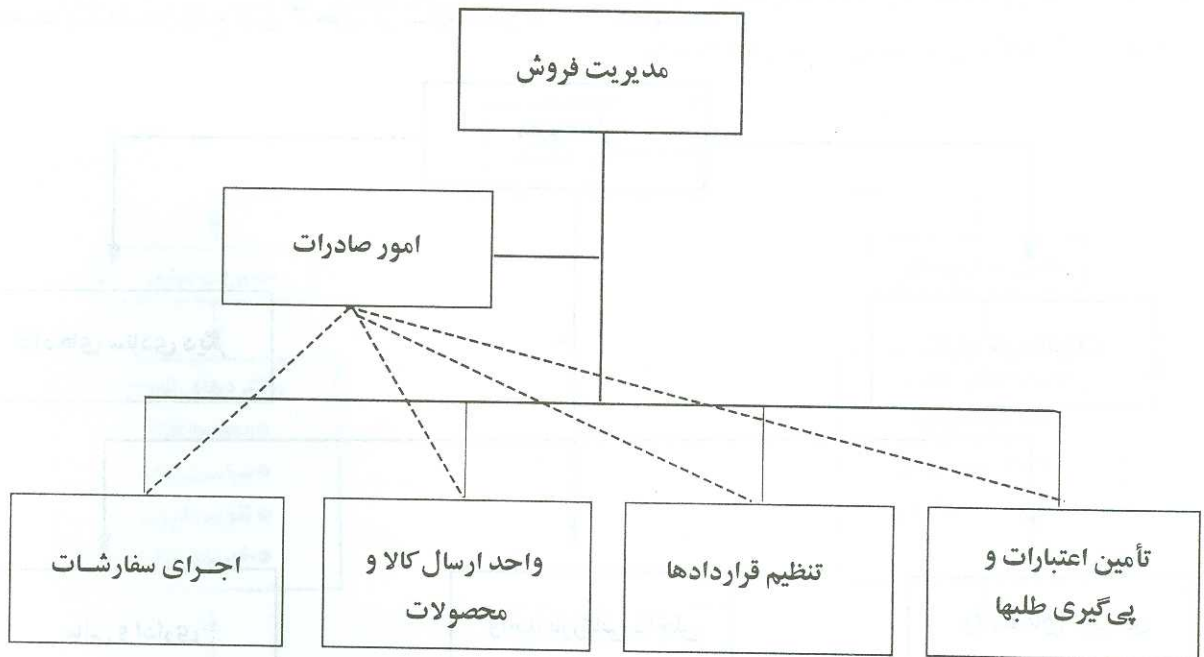 مدیریت فروش
امور صادرات
تأمین اعتبارات و
پی‌گیری طلبها
تنظیم قراردادها
واحد ارسال کالا و
محصولات
اجرای سفارشات